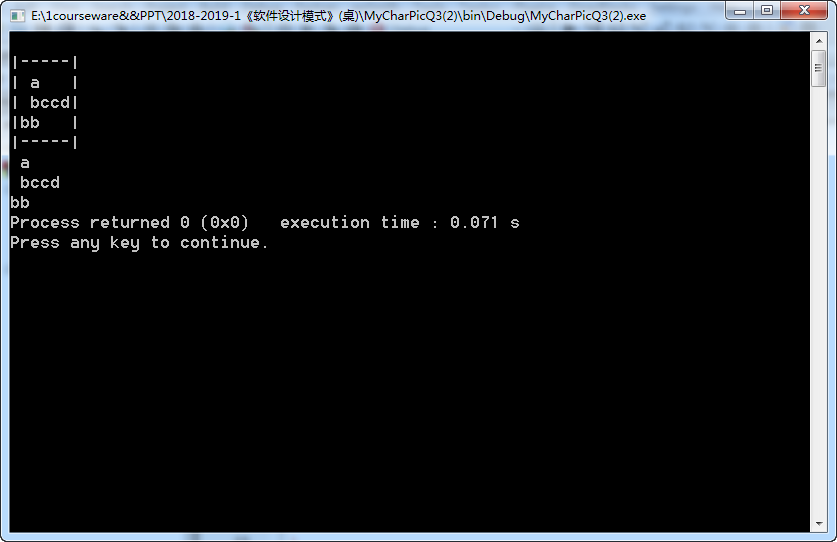 E:\1courseware&&PPT\2018-2019-1《软件设计模式》(桌)\MyCharPicQ3(2)\bin\Debug\MyCharPicQ3(2).exe
|-----|
| a   |
| bccd|
|bb   |
|-----|
 a
 bccd
bb
Process returned 0 (0x0)   execution time : 0.071 s
Press any key to continue.